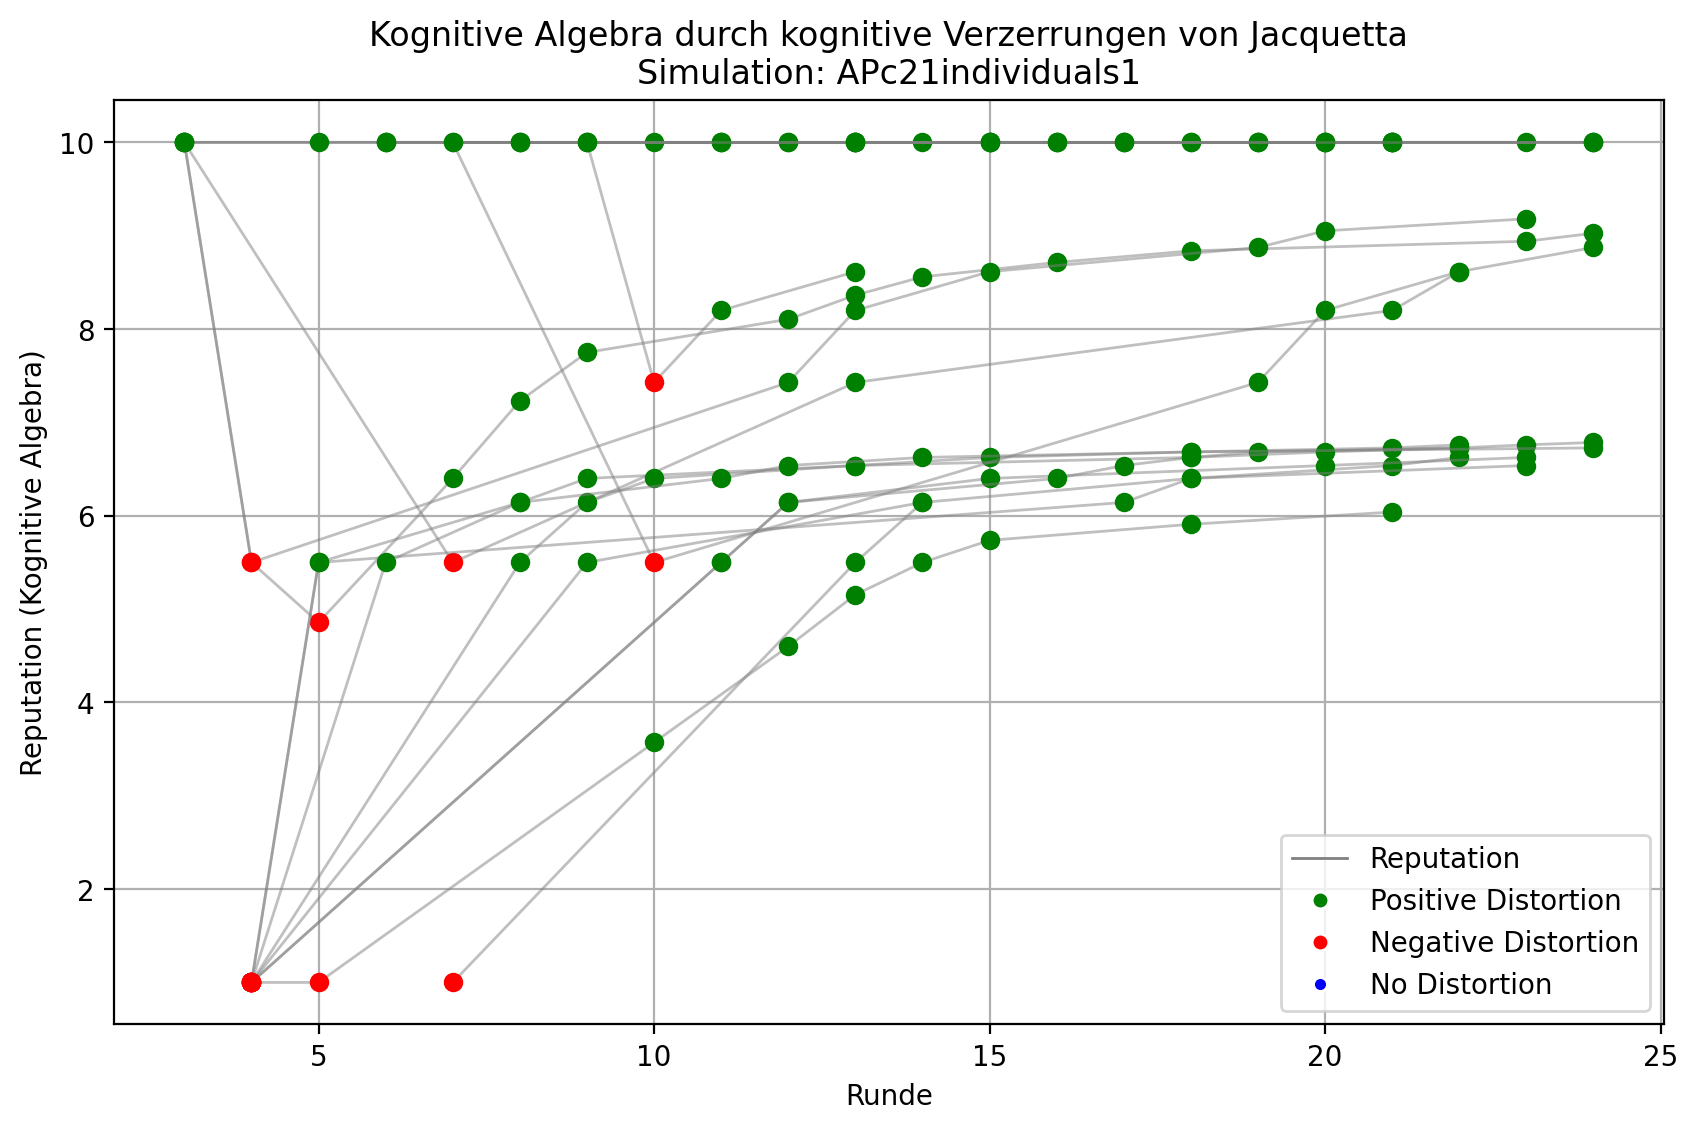 Kognitive Algebra durch kognitive Verzerrungen von Jacquetta
Simulation: APc21individuals1
Reputation (Kognitive Algebra)
10
8
6
4
2
5
10
15
20
25
Runde
Reputation
Positive Distortion
Negative Distortion
No Distortion